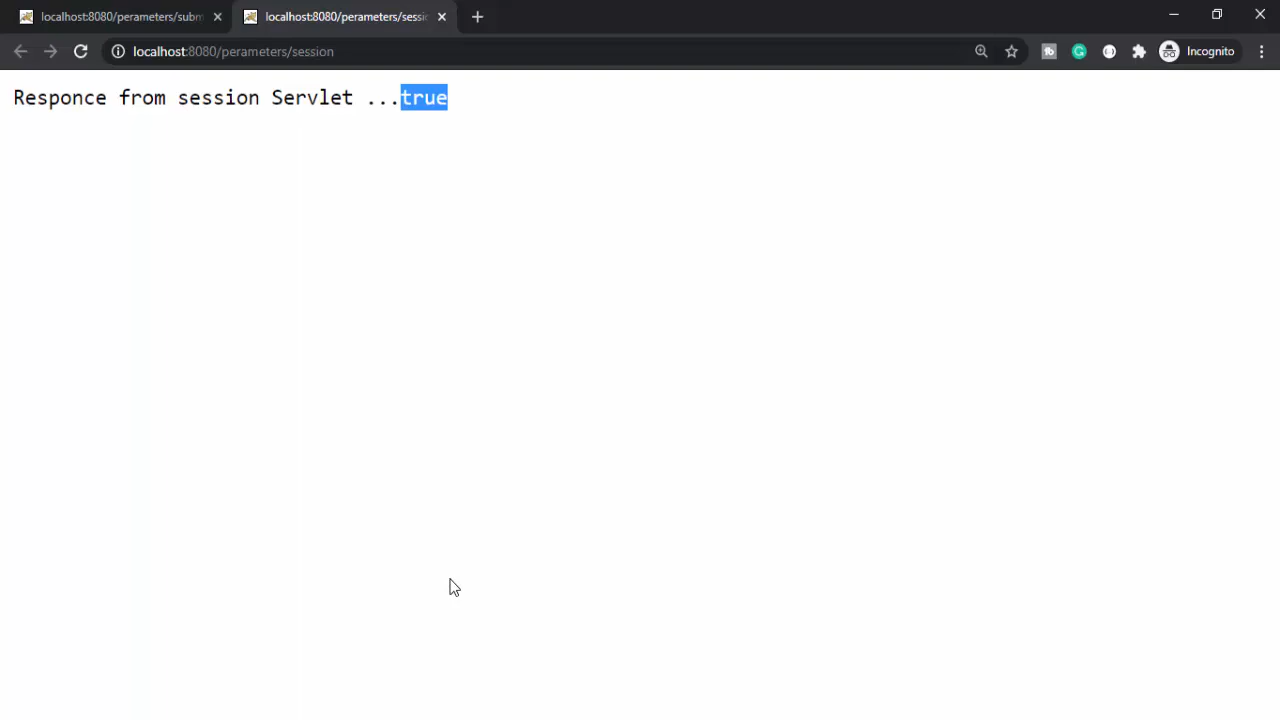 localhost:8080/perameters/subm
localhost:8080/perameters/sessio
localhost:8080/perameters/session
Incognito
Responce from session Servlet ...true